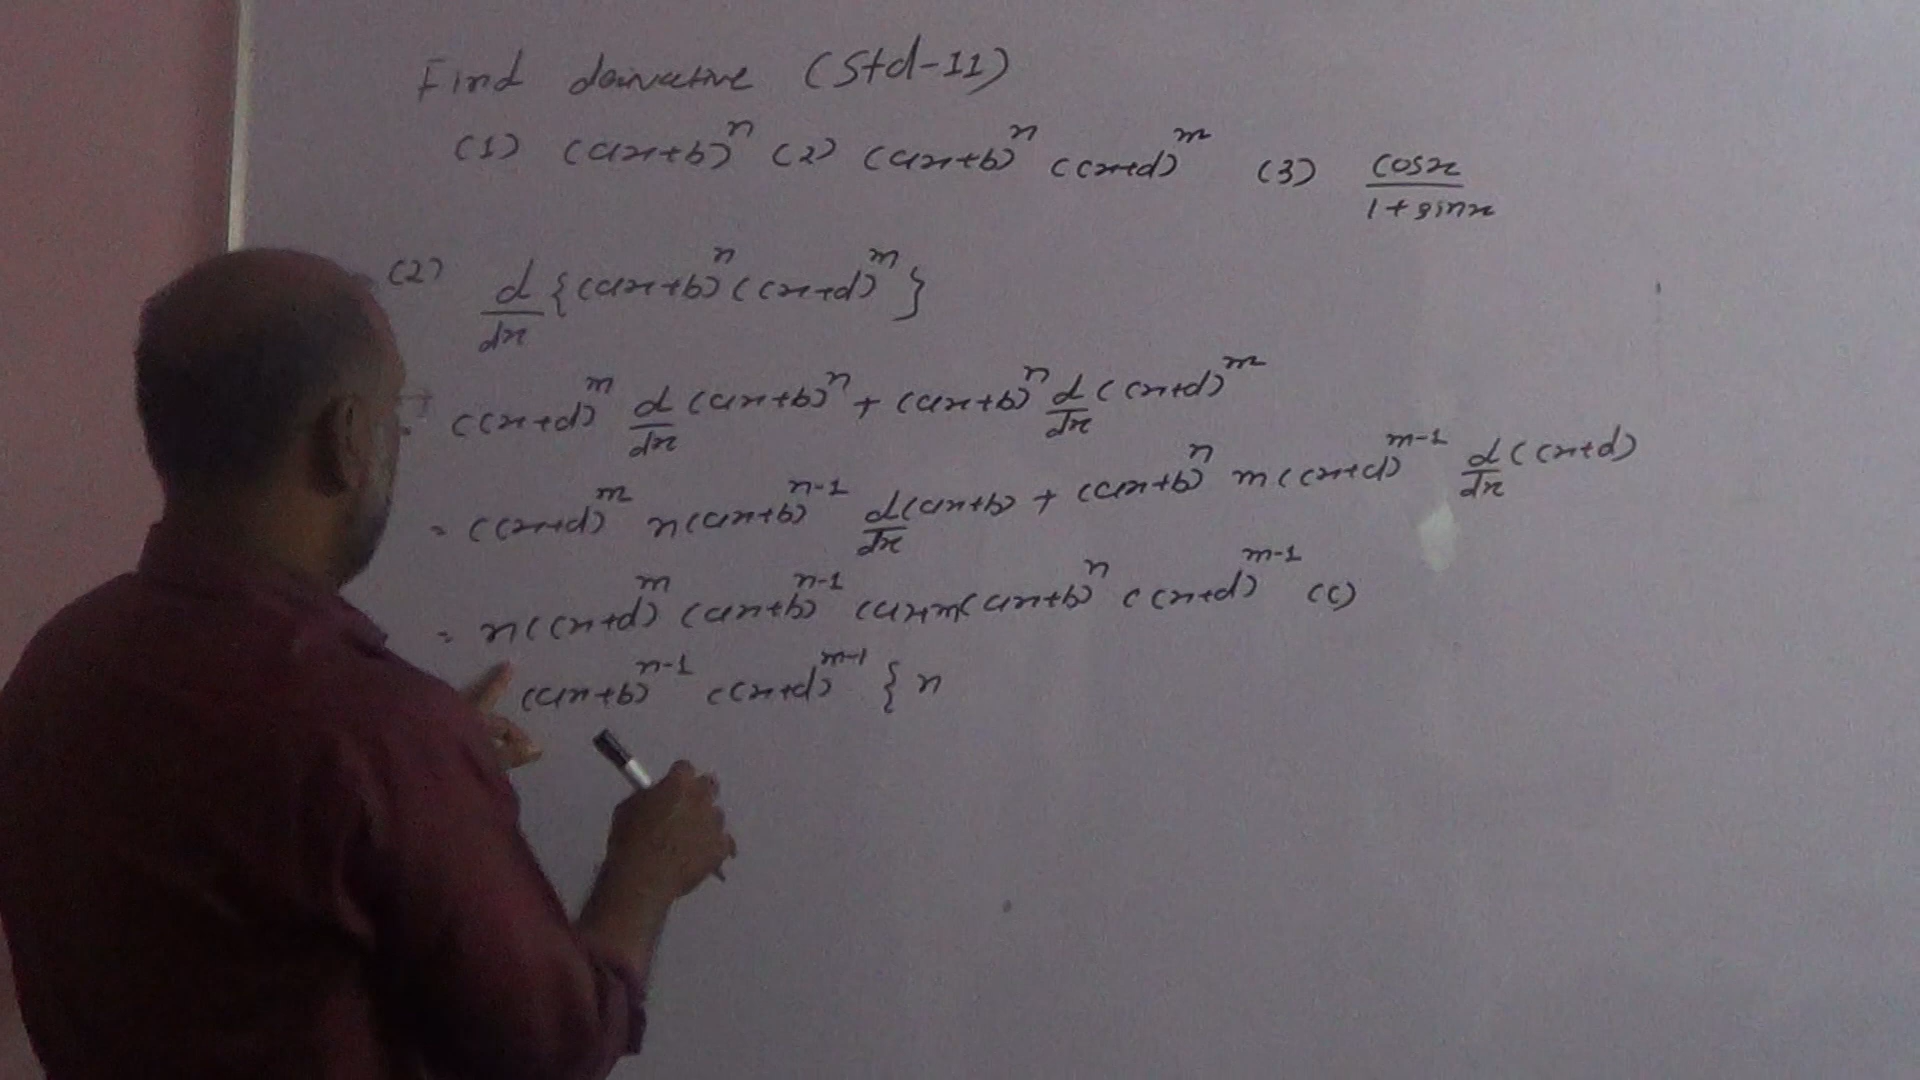 Find derivative (Std-11)
(1) (ax+b)^n (2) (ax+b)^n (cx+d)^m (3) cosx / 1+sinx
(2) d/dx {(ax+b)^n (cx+d)^m}
= (cx+d)^m d/dx (ax+b)^n + (ax+b)^n d/dx (cx+d)^m
= (cx+d)^m n(ax+b)^n-1 d/dx (ax+b) + (ax+b)^n m(cx+d)^m-1 d/dx (cx+d)
= n(cx+d)^m (ax+b)^n-1 (a)+m(ax+b)^n (cx+d)^m-1 (c)
(ax+b)^n-1 (cx+d)^m-1 { n